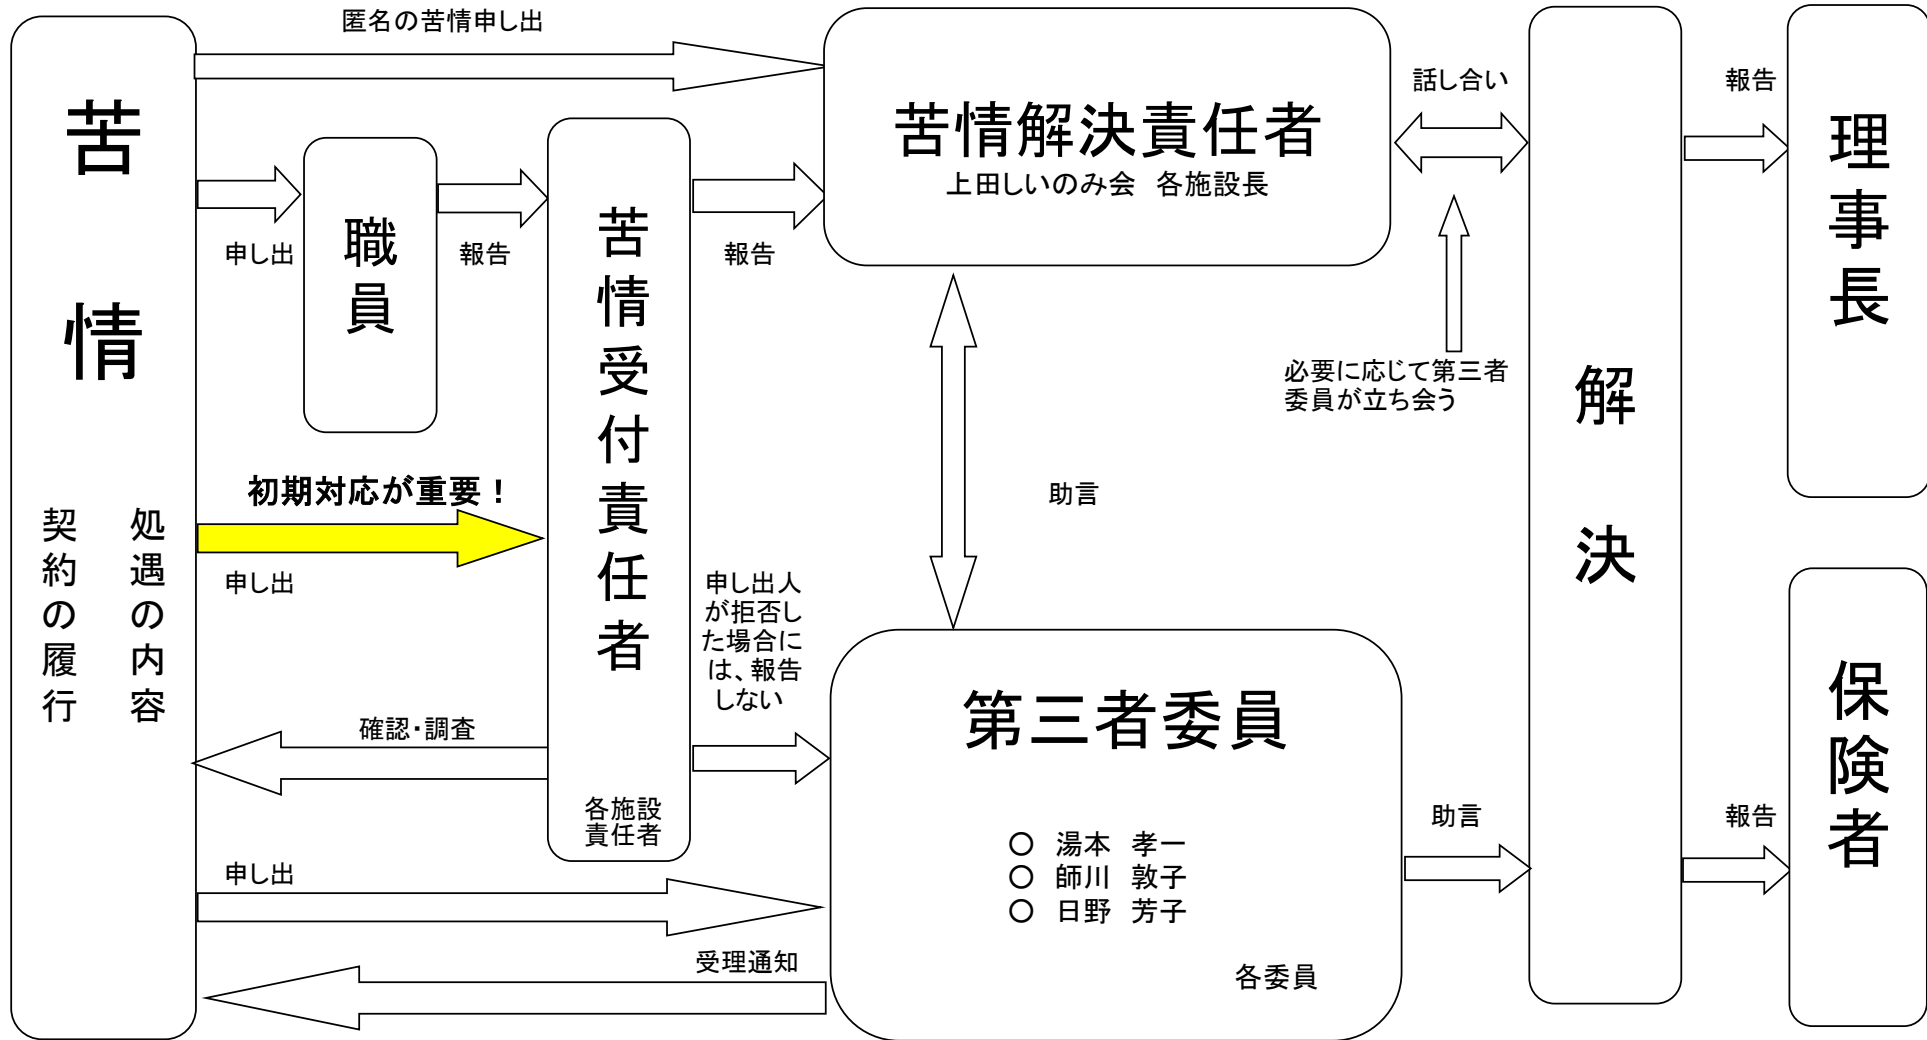 匿名の苦情申し出
苦情
処遇の内容
契約の履行
申し出
職員
報告
苦情受付責任者
各施設
責任者
報告
苦情解決責任者
上田しいのみ会　各施設長
話し合い
報告
理事長
必要に応じて第三者
委員が立ち会う
解決
初期対応が重要！
申し出
助言
申し出人
が拒否し
た場合に
は、報告
しない
確認・調査
第三者委員
○　湯本　孝一
○　師川　敦子
○　日野　芳子
各委員
助言
報告
保険者
申し出
受理通知